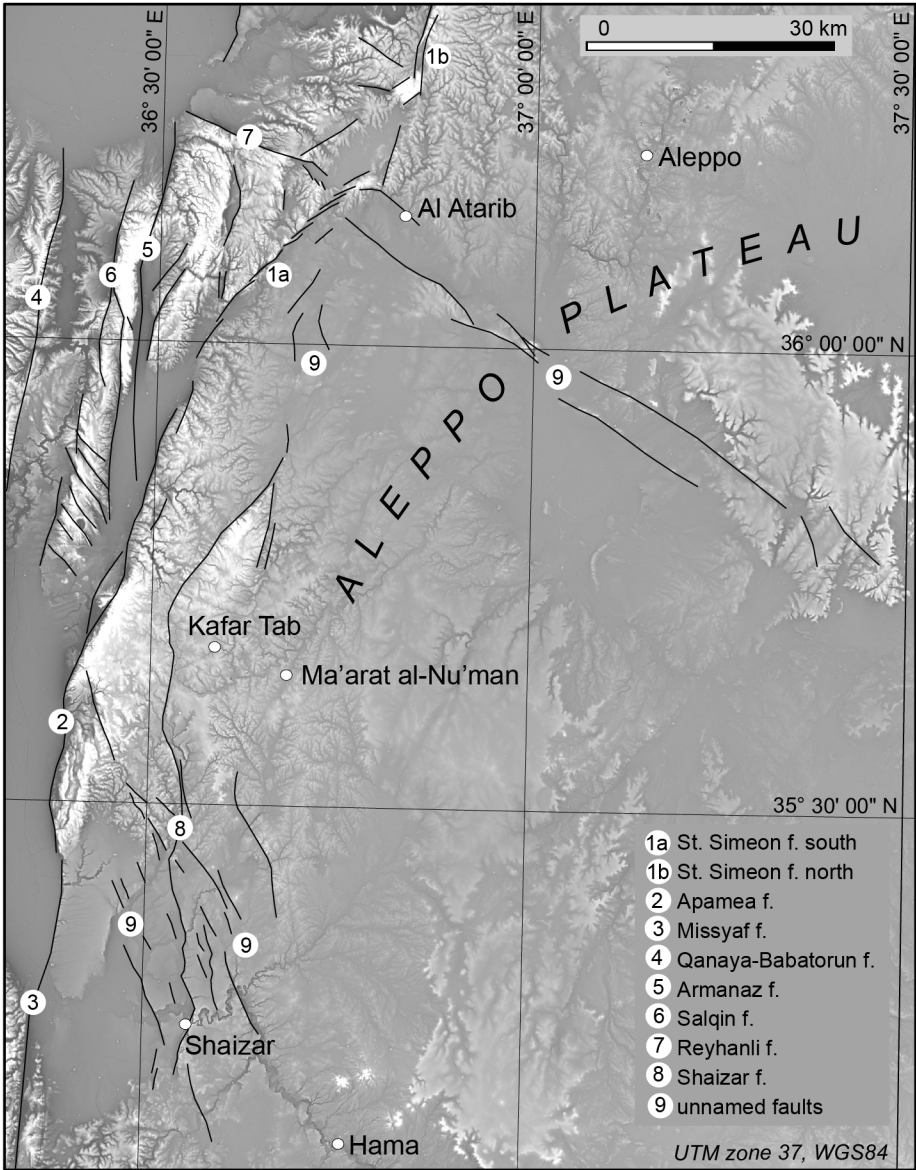 36° 30' 00" E
37° 00' 00" E
37° 30' 00" E
0 30 km
1b
7
Aleppo
Al Atarib
5
6
1a
4
PLATEAU
36° 00' 00" N
9
9
ALEPPO
Kafar Tab
Ma'arat al-Nu'man
2
35° 30' 00" N
8
9
9
3
Shaizar
Hama
1a St. Simeon f. south
1b St. Simeon f. north
2 Apamea f.
3 Missyaf f.
4 Qanaya-Babatorun f.
5 Armanaz f.
6 Salqin f.
7 Reyhanli f.
8 Shaizar f.
9 unnamed faults
UTM zone 37, WGS84